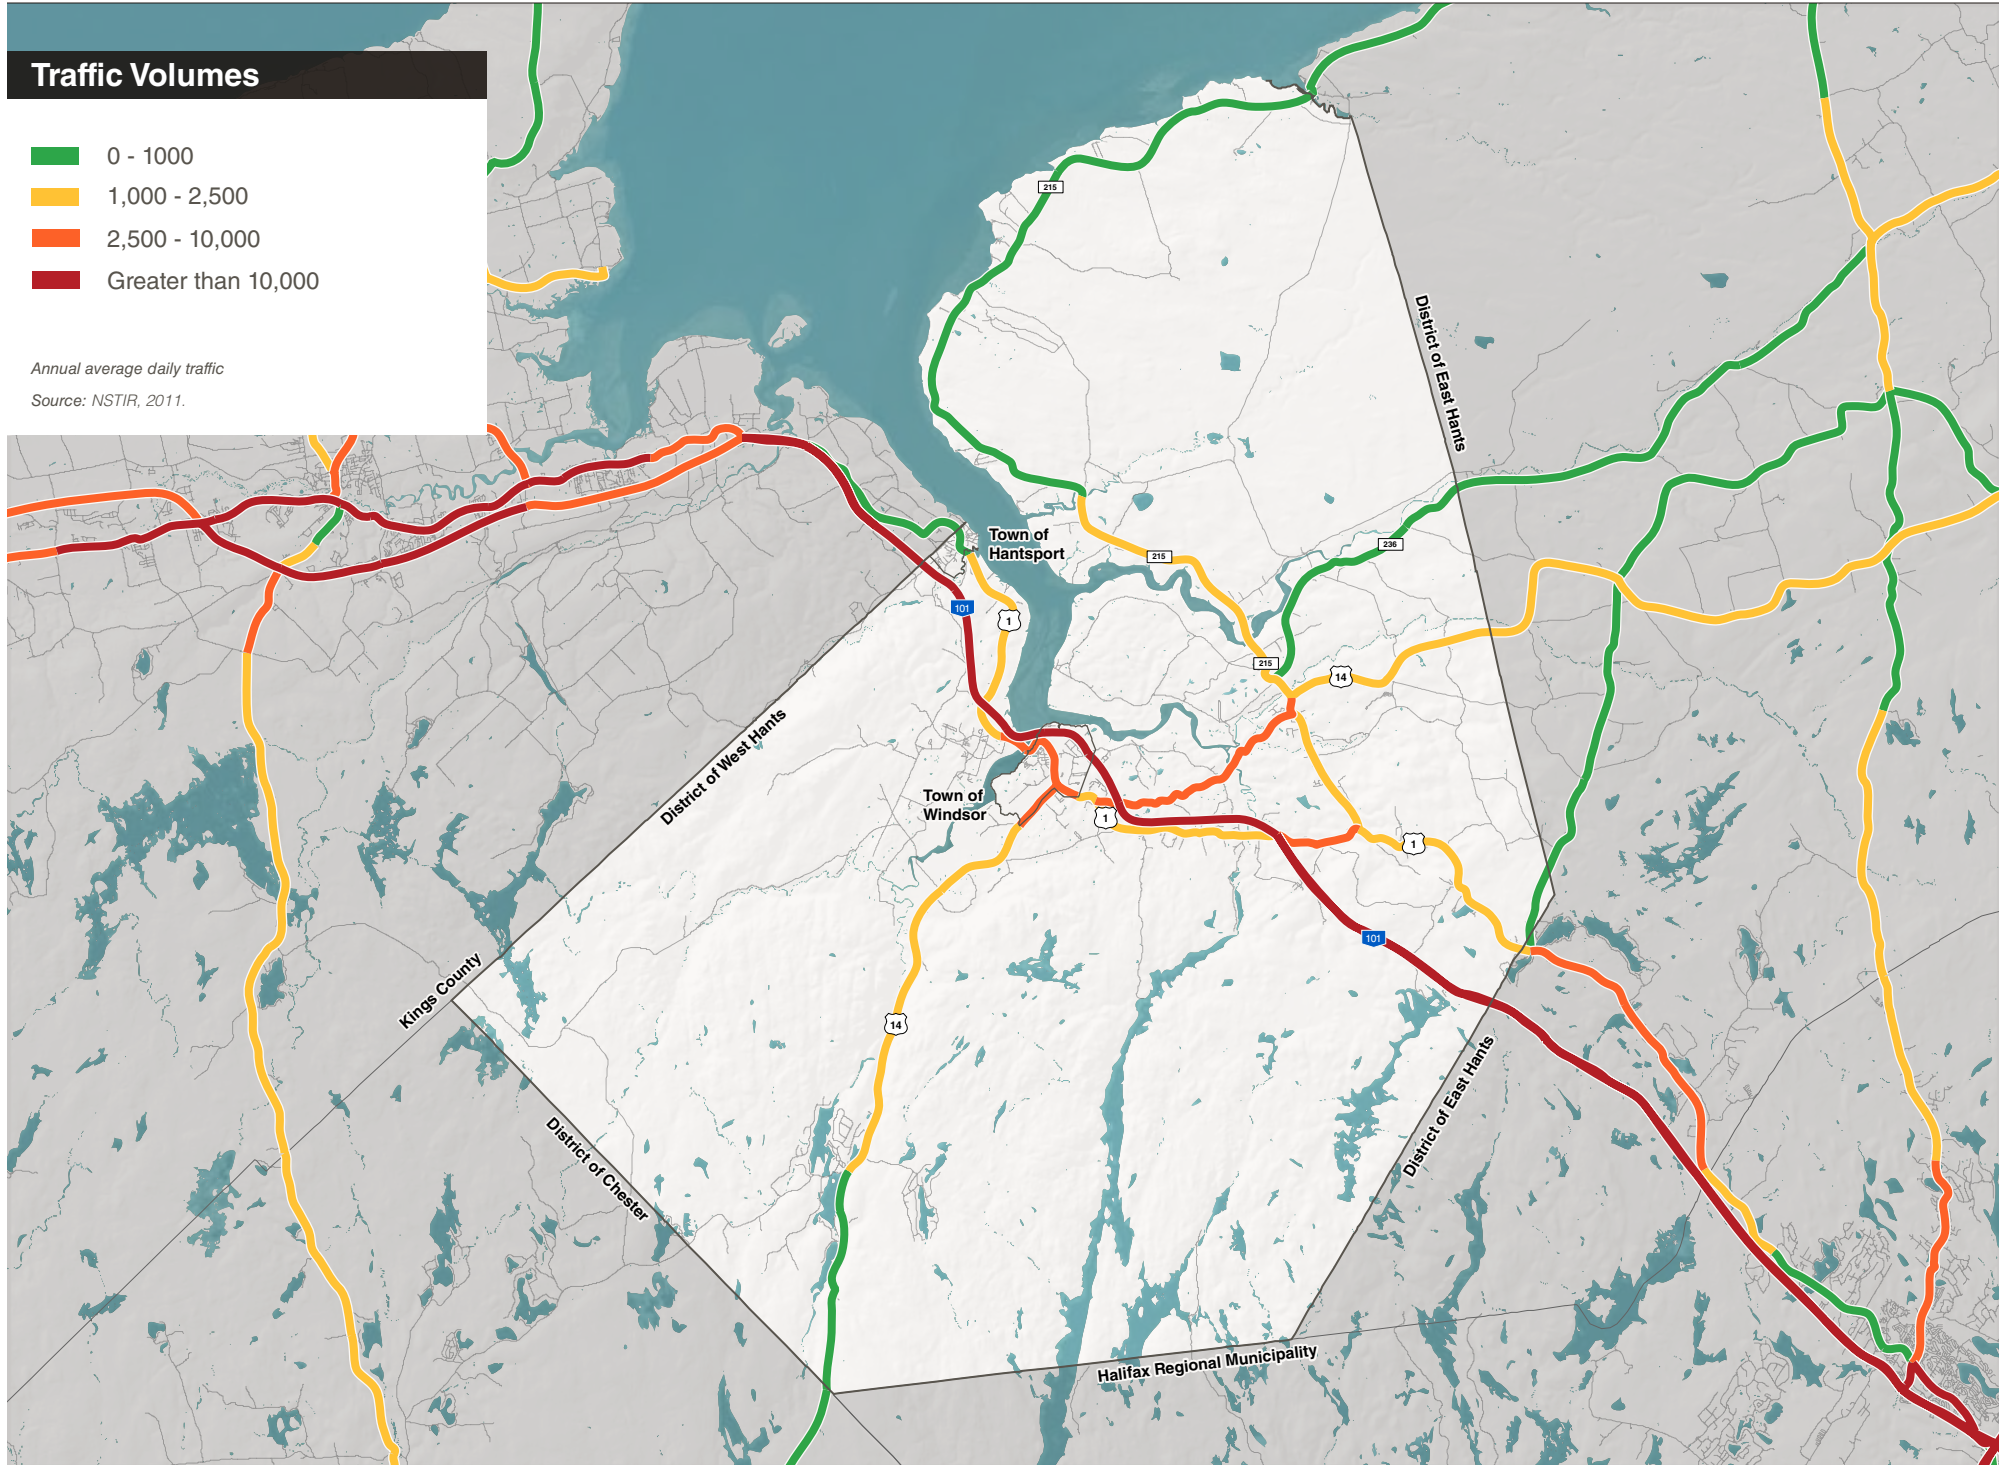 Traffic Volumes
0 - 1000
1,000 - 2,500
2,500 - 10,000
Greater than 10,000
Annual average daily traffic
Source: NSTIR, 2011.
215
District of East Hants
Town of
Hantsport
215
236
101
1
215
14
District of West Hants
Town of
Windsor
1
1
101
Kings County
14
District of Chester
District of East Hants
Halifax Regional Municipality